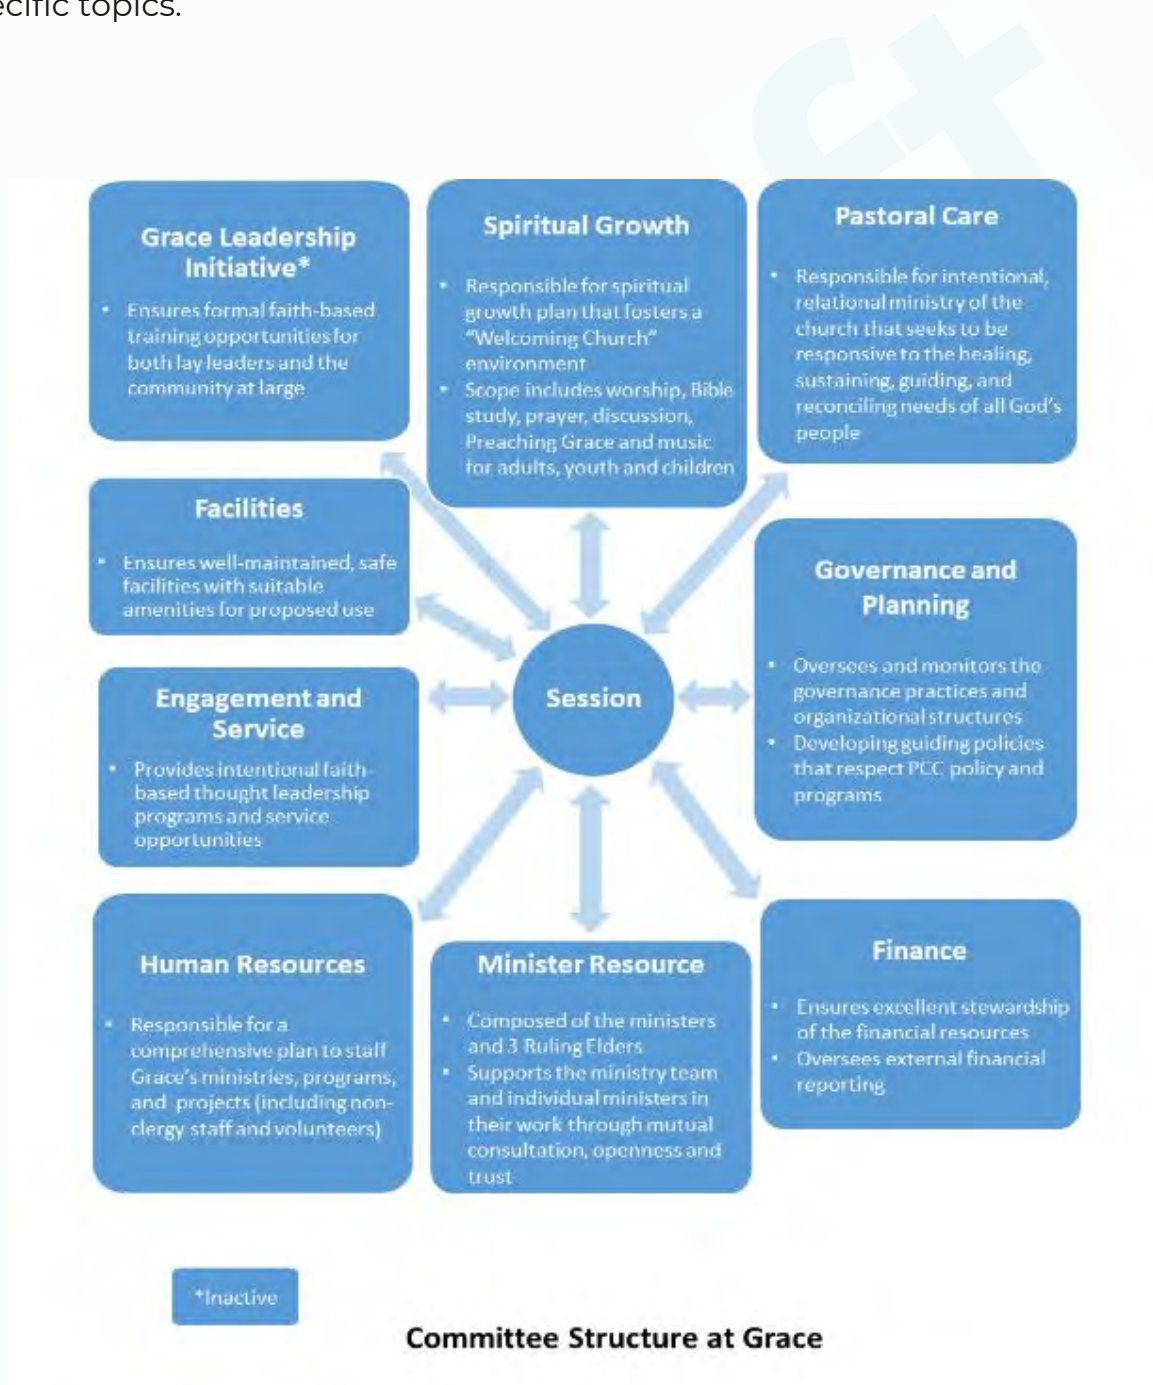 ecific topics.
ft
Grace Leadership
Initiative*
• Ensures formal faith-based
training opportunities for
both lay leaders and the
community at large
Spiritual Growth
• Responsible for spiritual
growth plan that fosters a
“Welcoming Church”
environment
• Scope includes worship, Bible
study, prayer, discussion,
Preaching Grace and music
for adults, youth and children
Pastoral Care
• Responsible for intentional,
relational ministry of the
church that seeks to be
responsive to the healing,
sustaining, guiding, and
reconciling needs of all God’s
people
Facilities
• Ensures well-maintained, safe
facilities with suitable
amenities for proposed use
Governance and
Planning
• Oversees and monitors the
governance practices and
organizational structures
• Developing guiding policies
that respect PCC policy and
programs
Session
Engagement and
Service
• Provides intentional faith-
based thought leadership
programs and service
opportunities
Human Resources
• Responsible for a
comprehensive plan to staff
Grace’s ministries, programs,
and projects (including non-
clergy staff and volunteers)
Minister Resource
• Composed of the ministers
and 3 Ruling Elders
• Supports the ministry team
and individual ministers in
their work through mutual
consultation, openness and
trust
Finance
• Ensures excellent stewardship
of the financial resources
• Oversees external financial
reporting
*Inactive
Committee Structure at Grace